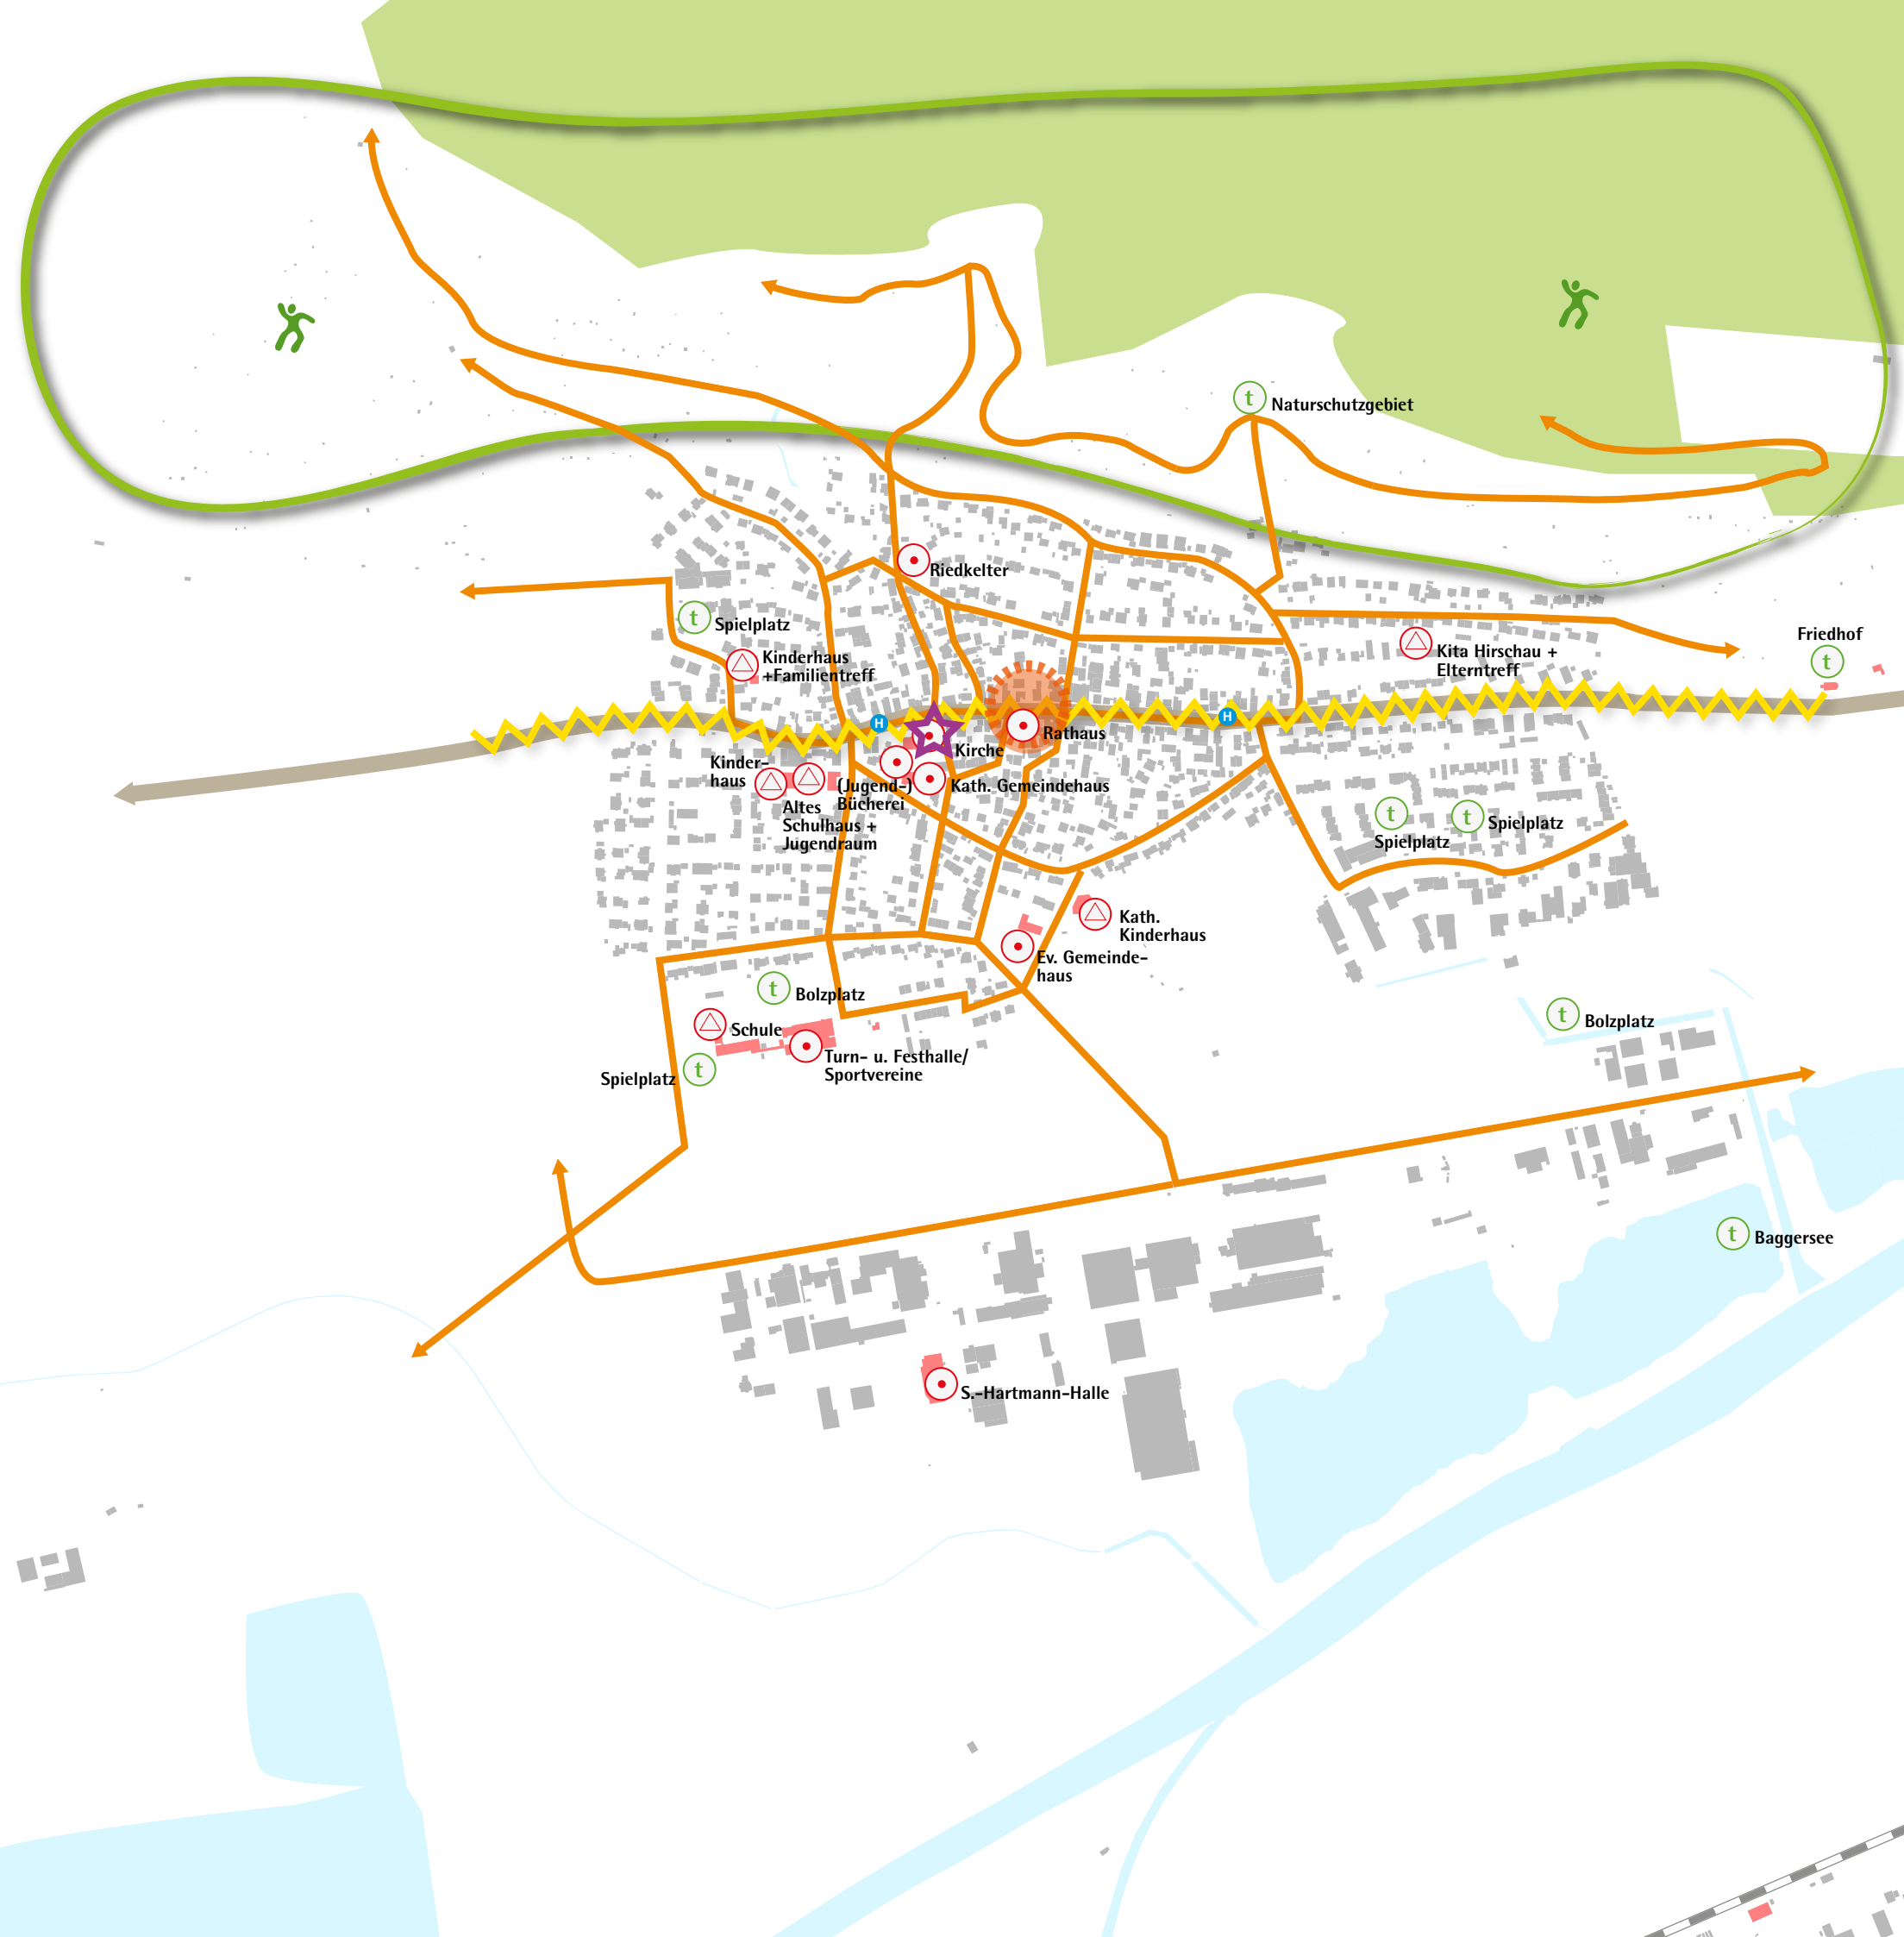 t
Naturschutzgebiet
Riedkelter
t
Spielplatz
Friedhof
t
Kita Hirschau +
Elterntreff
Kinderhaus
+Familientreff
H
H
Rathaus
Kirche
Kinder-
haus
(Jugend-)
Bücherei
Kath. Gemeindehaus
Altes
Schulhaus +
Jugendraum
t
Spielplatz
t
Spielplatz
Kath.
Kinderhaus
Ev. Gemeinde-
haus
t
Bolzplatz
t
Bolzplatz
Schule
Turn- u. Festhalle/
Sportvereine
Spielplatz
t
t
Baggersee
S.-Hartmann-Halle